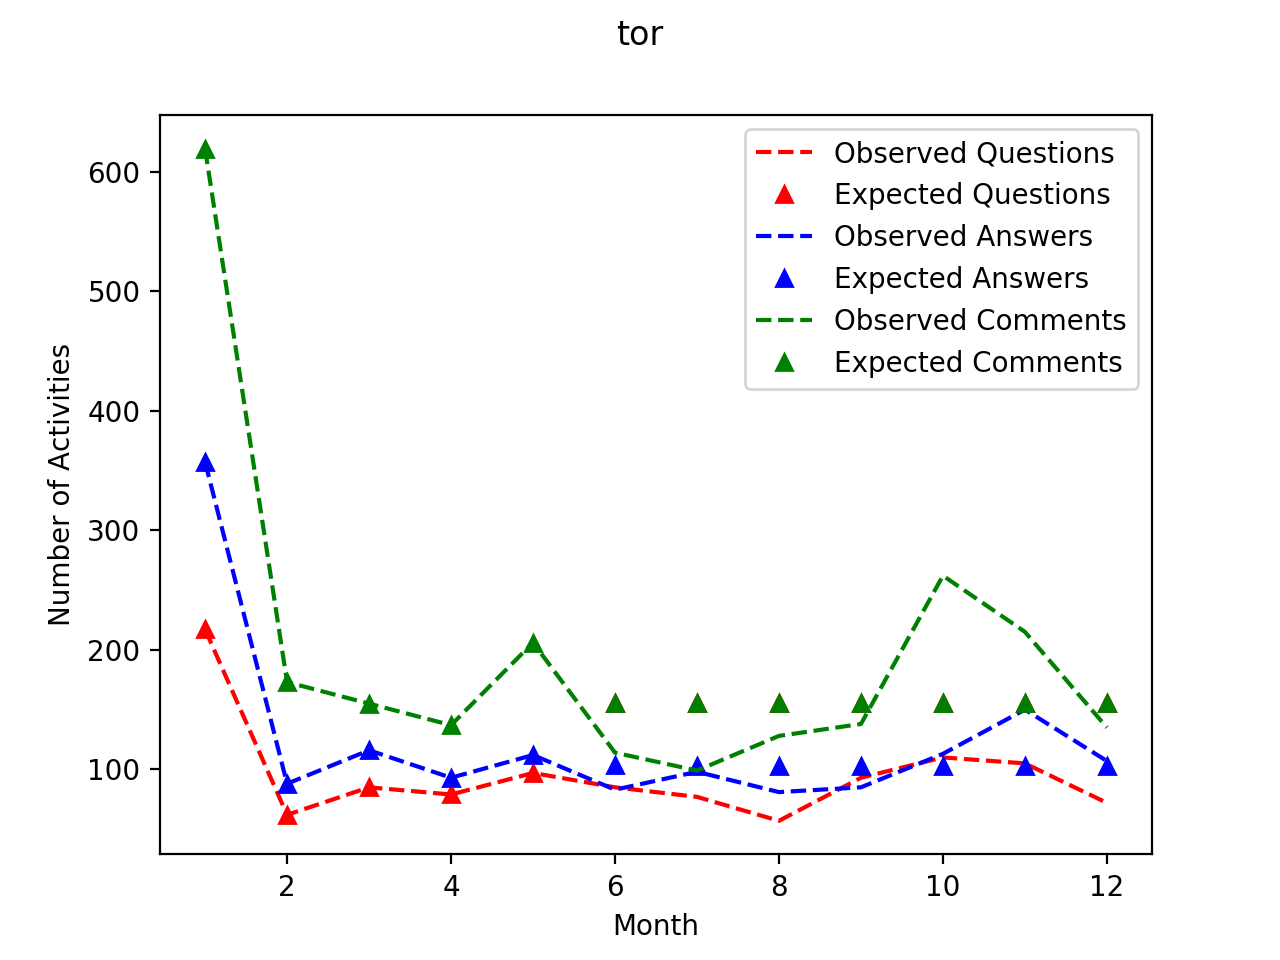 tor
600
500
400
300
200
100
Number of Activities
Observed Questions
Expected Questions
Observed Answers
Expected Answers
Observed Comments
Expected Comments
2 4 6 8 10 12
Month